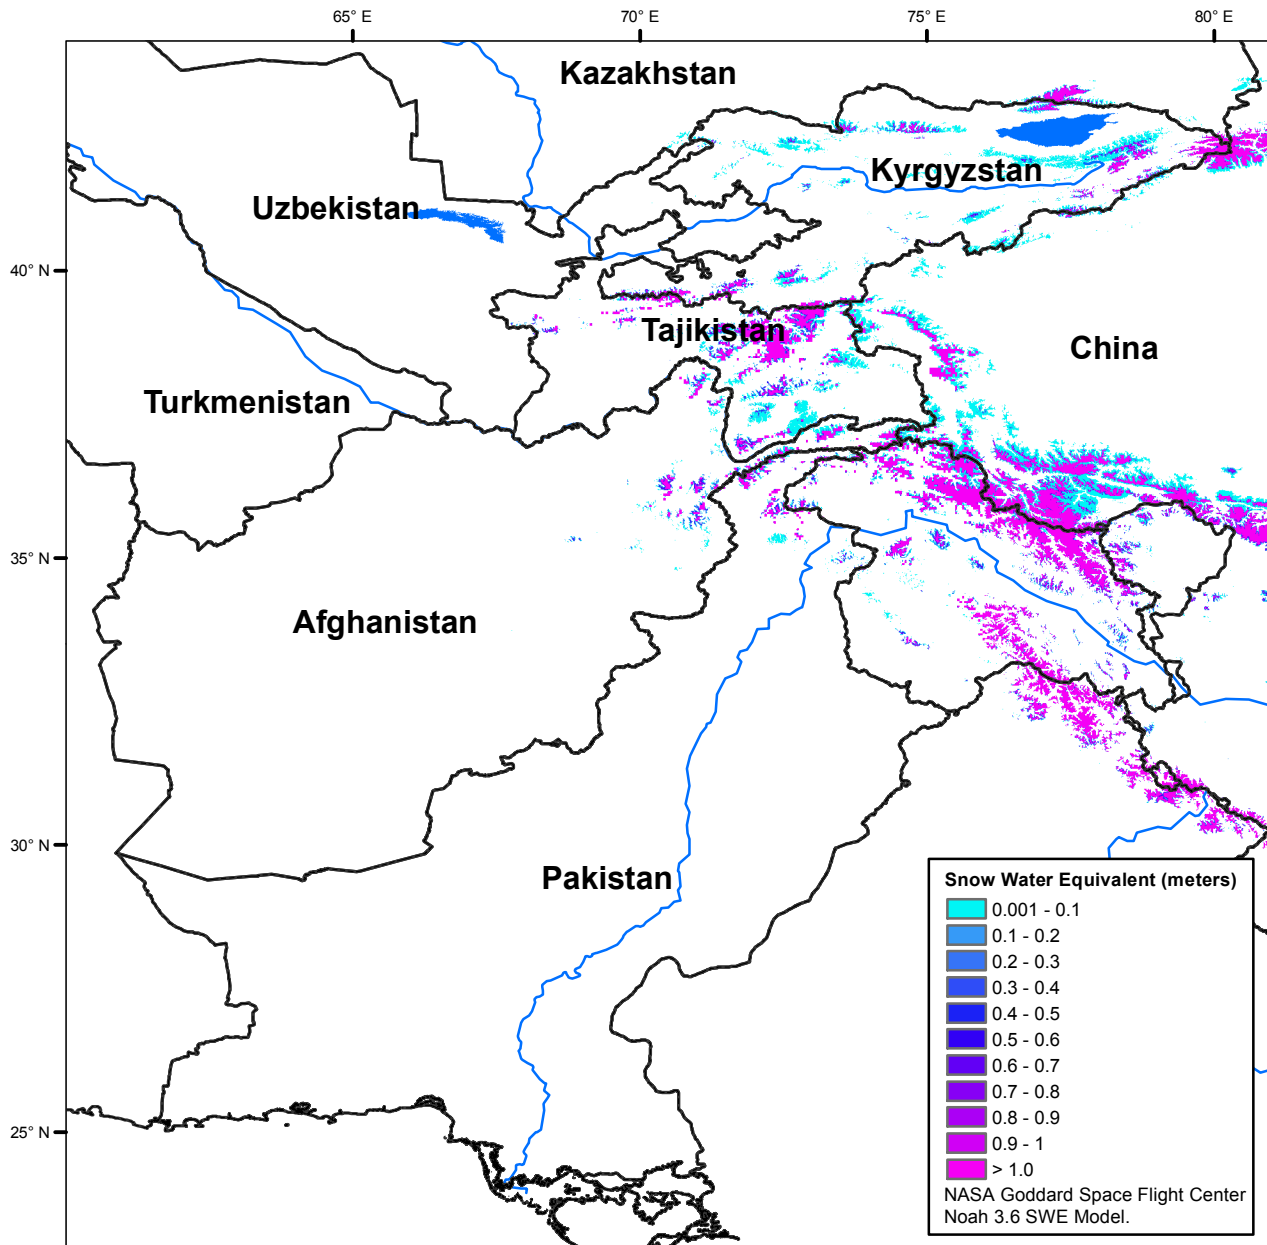 65° E
70° E
75° E
80° E
Kazakhstan
Kyrgyzstan
Uzbekistan
40° N
Tajikistan
China
Turkmenistan
35° N
Afghanistan
30° N
Pakistan
25° N
Snow Water Equivalent (meters)
0.001 - 0.1
0.1 - 0.2
0.2 - 0.3
0.3 - 0.4
0.4 - 0.5
0.5 - 0.6
0.6 - 0.7
0.7 - 0.8
0.8 - 0.9
0.9 - 1
> 1.0
NASA Goddard Space Flight Center
Noah 3.6 SWE Model.